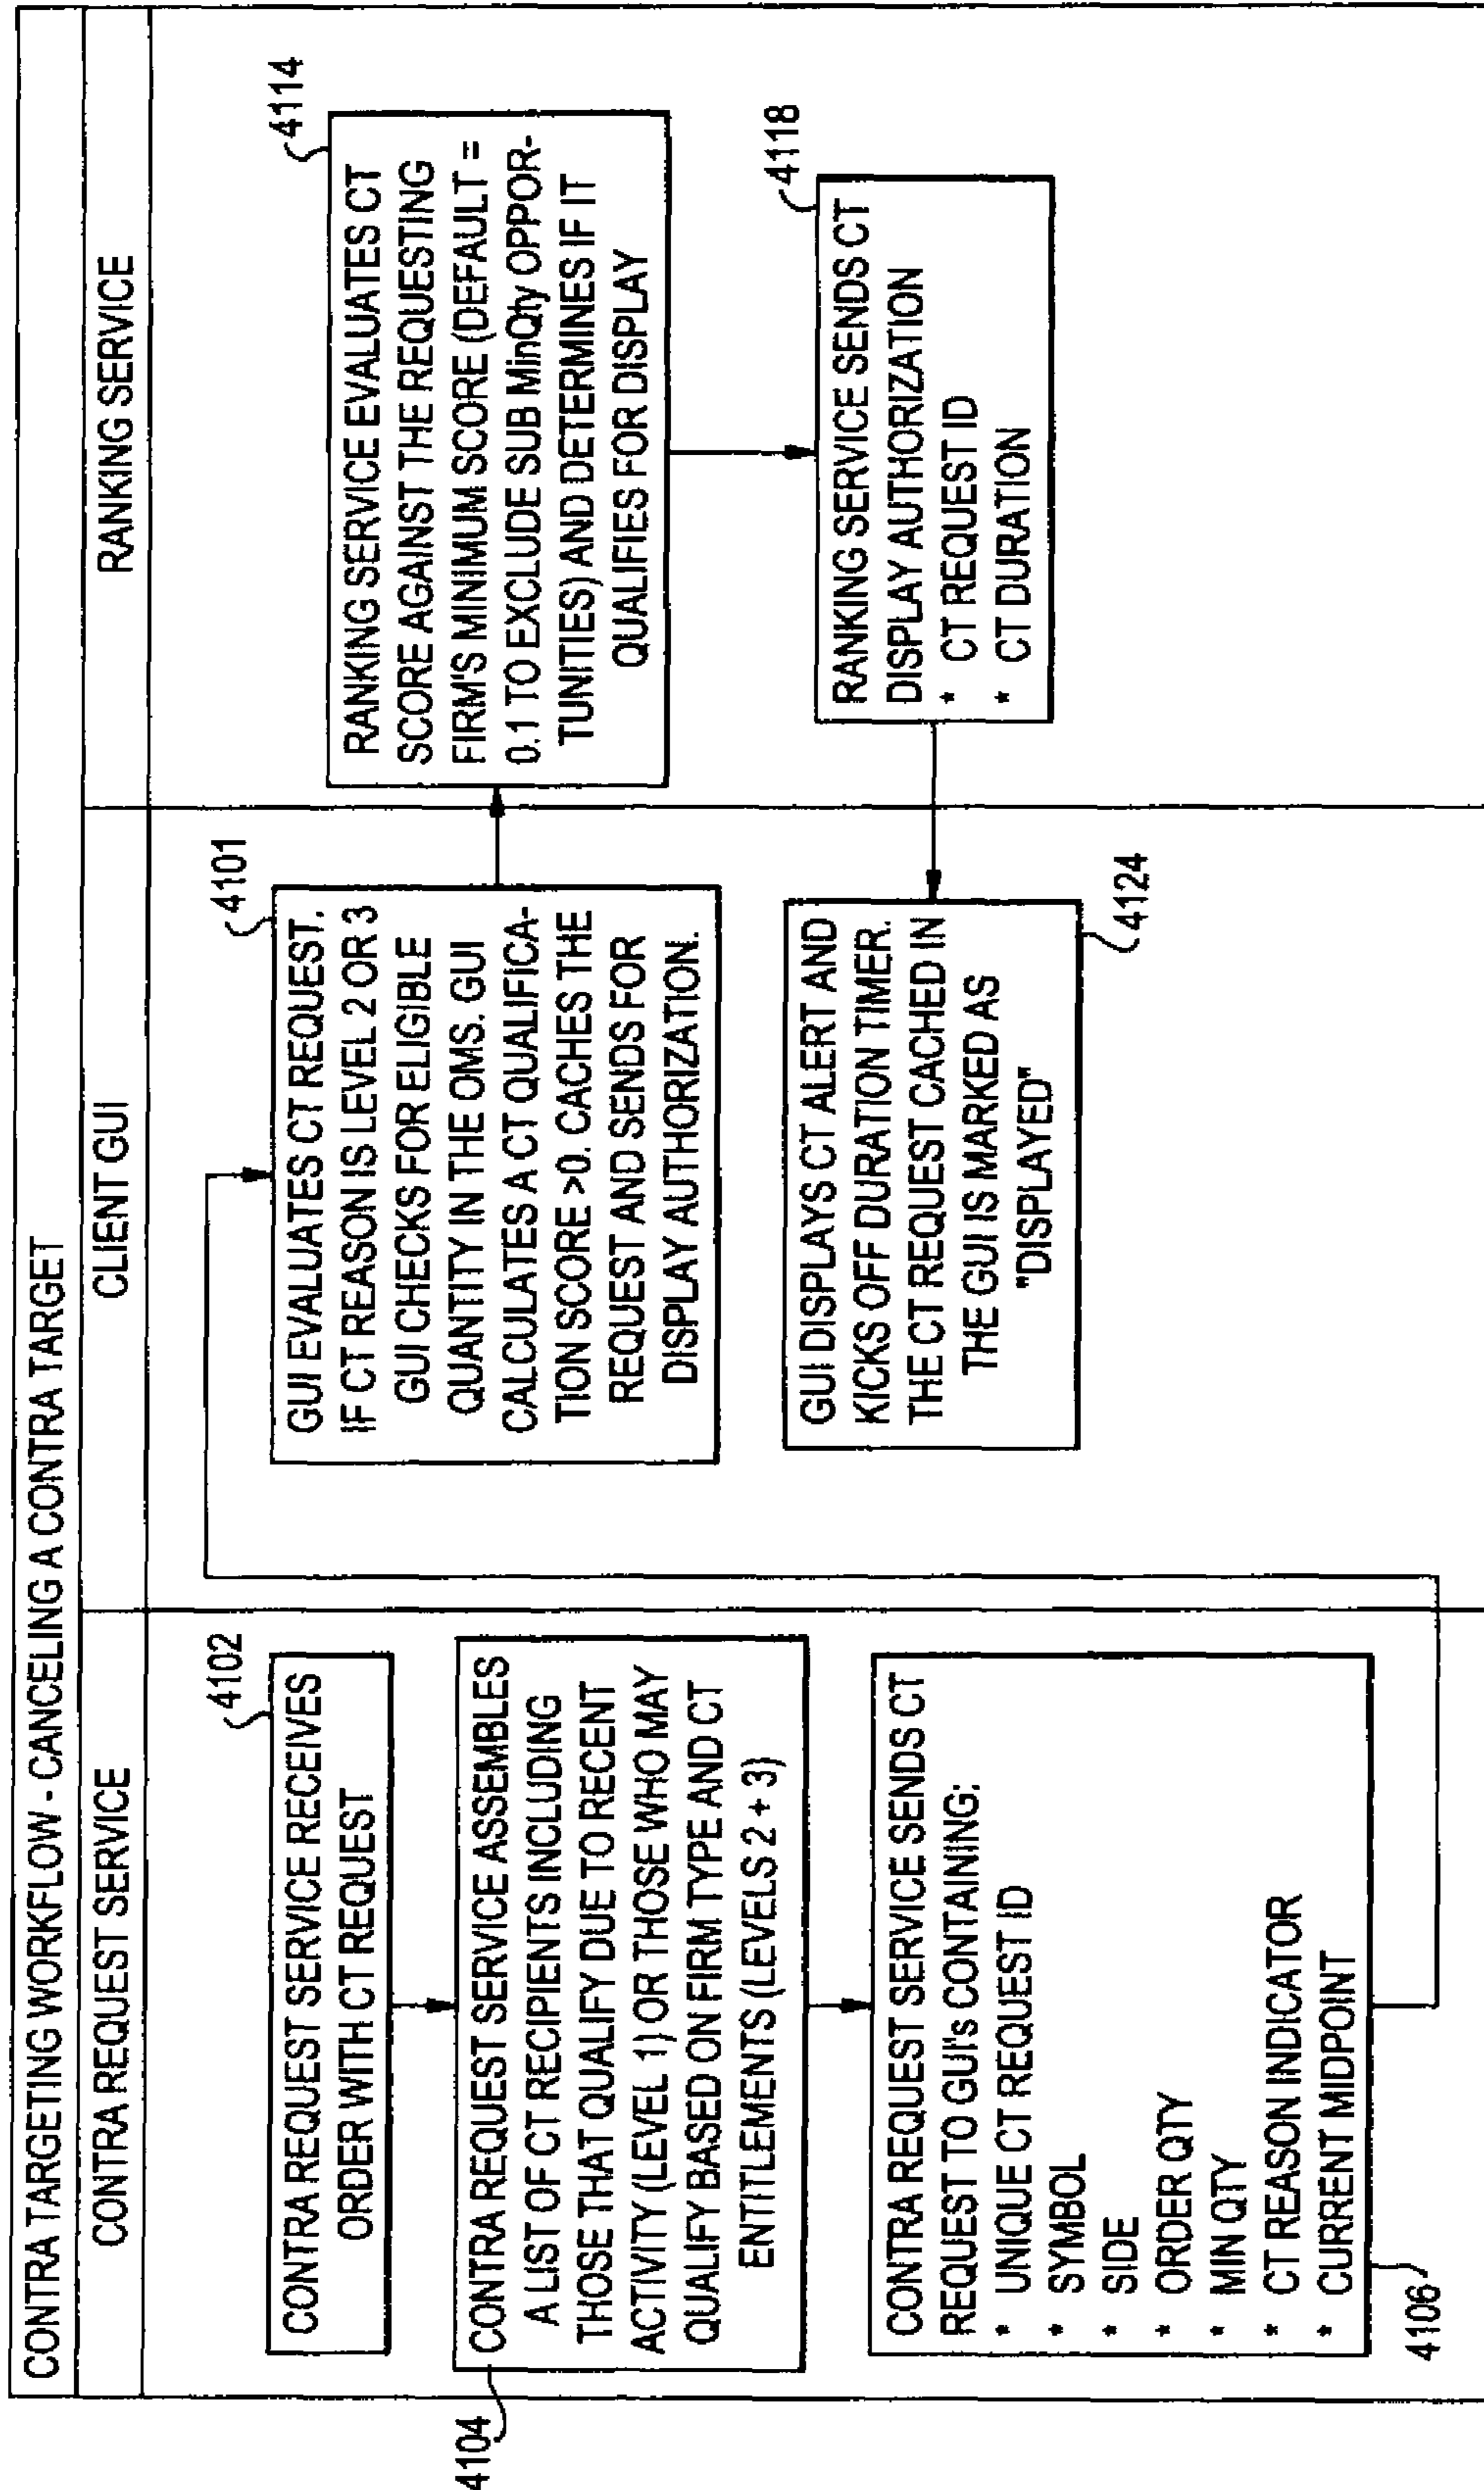 CONTRA TARGETING WORKFLOW - CANCELING A CONTRA TARGET
CONTRA REQUEST SERVICE
CLIENT GUI
RANKING SERVICE
4102
CONTRA REQUEST SERVICE RECEIVES
ORDER WITH CT REQUEST
4104
CONTRA REQUEST SERVICE ASSEMBLES
A LIST OF CT RECIPIENTS INCLUDING
THOSE THAT QUALIFY DUE TO RECENT
ACTIVITY (LEVEL 1) OR THOSE WHO MAY
QUALIFY BASED ON FIRM TYPE AND CT
ENTITLEMENTS (LEVELS 2 + 3)
CONTRA REQUEST SERVICE SENDS CT
REQUEST TO GUI's CONTAINING:
* UNIQUE CT REQUEST ID
* SYMBOL
* SIDE
* ORDER QTY
* MIN QTY
* CT REASON INDICATOR
* CURRENT MIDPOINT
4106
4101
GUI EVALUATES CT REQUEST.
IF CT REASON IS LEVEL 2 OR 3
GUI CHECKS FOR ELIGIBLE
QUANTITY IN THE OMS. GUI
CALCULATES A CT QUALIFICA-
TION SCORE >0. CACHES THE
REQUEST AND SENDS FOR
DISPLAY AUTHORIZATION.
GUI DISPLAYS CT ALERT AND
KICKS OFF DURATION TIMER.
THE CT REQUEST CACHED IN
THE GUI IS MARKED AS
"DISPLAYED"
4124
4114
RANKING SERVICE EVALUATES CT
SCORE AGAINST THE REQUESTING
FIRM'S MINIMUM SCORE (DEFAULT =
0.1 TO EXCLUDE SUB MinQty OPPOR-
TUNITIES) AND DETERMINES IF IT
QUALIFIES FOR DISPLAY
4118
RANKING SERVICE SENDS CT
DISPLAY AUTHORIZATION
* CT REQUEST ID
* CT DURATION